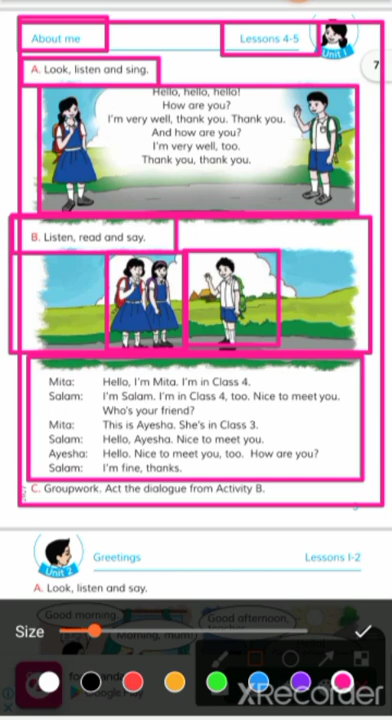 About me
Lessons 4-5
Unit 1
7
A. Look, listen and sing.
Hello, hello, hello!
How are you?
I'm very well, thank you. Thank you.
And how are you?
I'm very well, too.
Thank you, thank you.
B. Listen, read and say.
Mita: Hello, I'm Mita. I'm in Class 4.
Salam: I'm Salam. I'm in Class 4, too. Nice to meet you.
Who's your friend?
Mita: This is Ayesha. She's in Class 3.
Salam: Hello, Ayesha. Nice to meet you.
Ayesha: Hello. Nice to meet you, too. How are you?
Salam: I'm fine, thanks.
C. Groupwork. Act the dialogue from Activity B.
Unit 2
Greetings
Lessons 1-2
A. Look, listen and say.
Good morning
Good afternoon,
Morning, mum!
Size
XRecorder